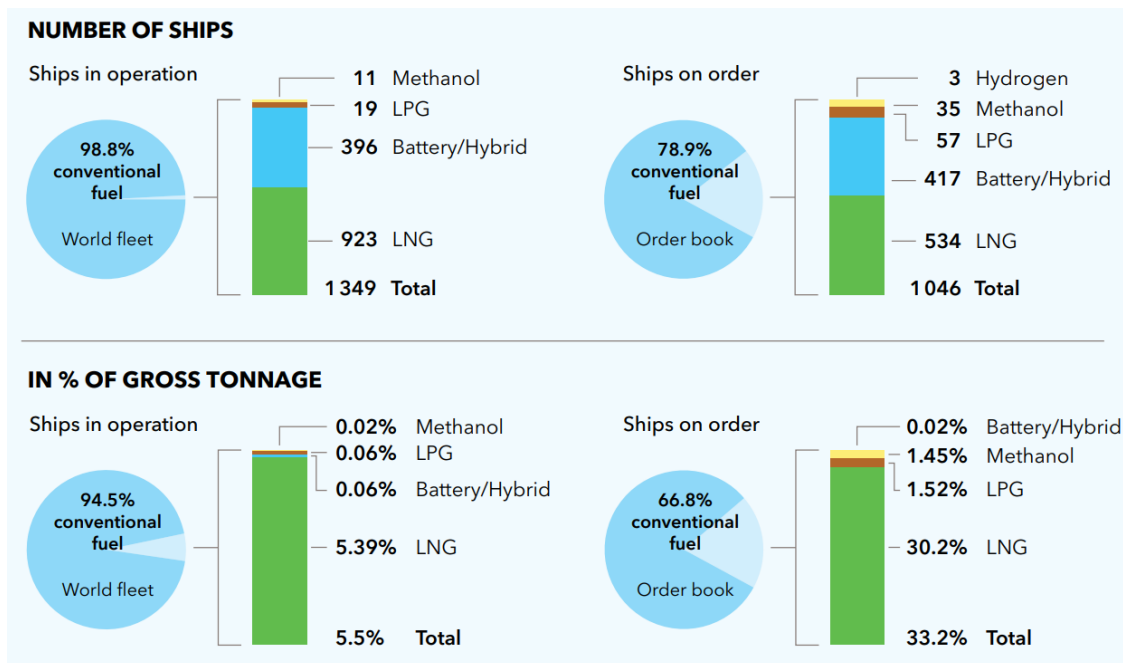 NUMBER OF SHIPS
Ships in operation
98.8%
conventional
fuel
World fleet
11 Methanol
19 LPG
396 Battery/Hybrid
923 LNG
1 349 Total
Ships on order
78.9%
conventional
fuel
Order book
3 Hydrogen
35 Methanol
57 LPG
417 Battery/Hybrid
534 LNG
1 046 Total
IN % OF GROSS TONNAGE
Ships in operation
94.5%
conventional
fuel
World fleet
0.02% Methanol
0.06% LPG
0.06% Battery/Hybrid
5.39% LNG
5.5% Total
Ships on order
66.8%
conventional
fuel
Order book
0.02% Battery/Hybrid
1.45% Methanol
1.52% LPG
30.2% LNG
33.2% Total